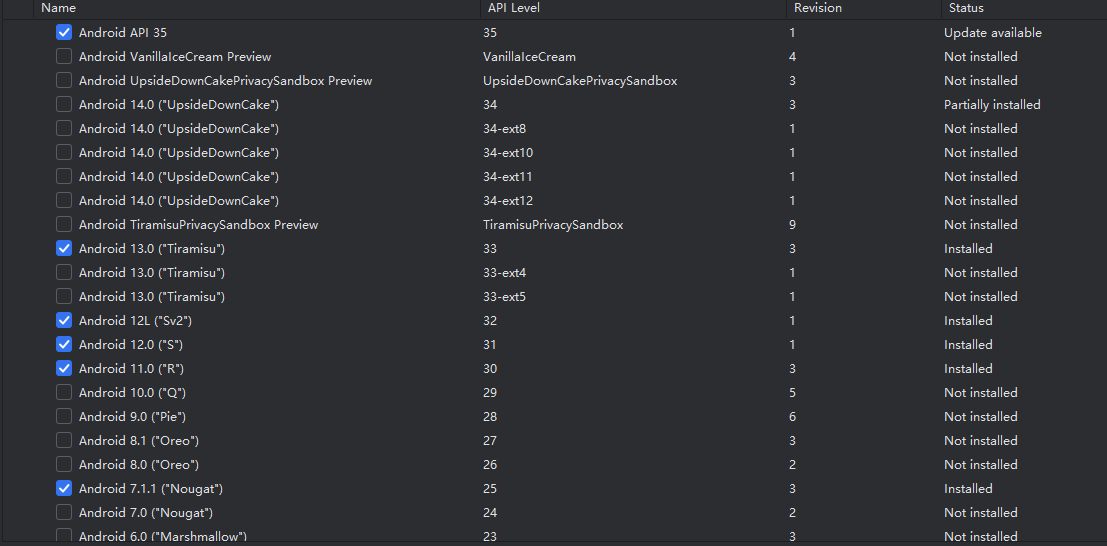 Name API Level Revision Status
Android API 35 35 1 Update available
Android VanillaIceCream Preview VanillaIceCream 4 Not installed
Android UpsideDownCakePrivacySandbox Preview UpsideDownCakePrivacySandbox 3 Not installed
Android 14.0 ("UpsideDownCake") 34 3 Partially installed
Android 14.0 ("UpsideDownCake") 34-ext8 1 Not installed
Android 14.0 ("UpsideDownCake") 34-ext10 1 Not installed
Android 14.0 ("UpsideDownCake") 34-ext11 1 Not installed
Android 14.0 ("UpsideDownCake") 34-ext12 1 Not installed
Android TiramisuPrivacySandbox Preview TiramisuPrivacySandbox 9 Not installed
Android 13.0 ("Tiramisu") 33 3 Installed
Android 13.0 ("Tiramisu") 33-ext4 1 Not installed
Android 13.0 ("Tiramisu") 33-ext5 1 Not installed
Android 12L ("Sv2") 32 1 Installed
Android 12.0 ("S") 31 1 Installed
Android 11.0 ("R") 30 3 Installed
Android 10.0 ("Q") 29 5 Not installed
Android 9.0 ("Pie") 28 6 Not installed
Android 8.1 ("Oreo") 27 3 Not installed
Android 8.0 ("Oreo") 26 2 Not installed
Android 7.1.1 ("Nougat") 25 3 Installed
Android 7.0 ("Nougat") 24 2 Not installed
Android 6.0 ("Marshmallow") 23 3 Not installed